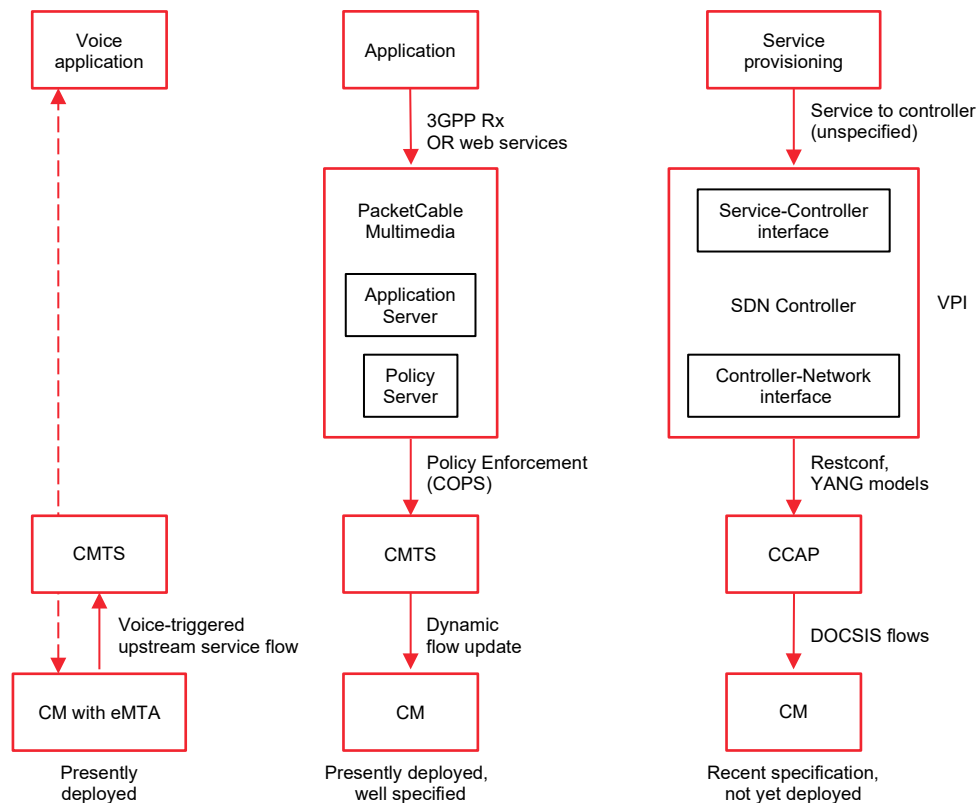 Voice
application
CMTS
Voice-triggered
upstream service flow
CM with eMTA
Presently
deployed
Application
3GPP Rx
OR web services
PacketCable
Multimedia
Application
Server
Policy
Server
Policy Enforcement
(COPS)
CMTS
Dynamic
flow update
CM
Presently deployed,
well specified
Service
provisioning
Service to controller
(unspecified)
Service-Controller
interface
SDN Controller
VPI
Controller-Network
interface
Restconf,
YANG models
CCAP
DOCSIS flows
CM
Recent specification,
not yet deployed